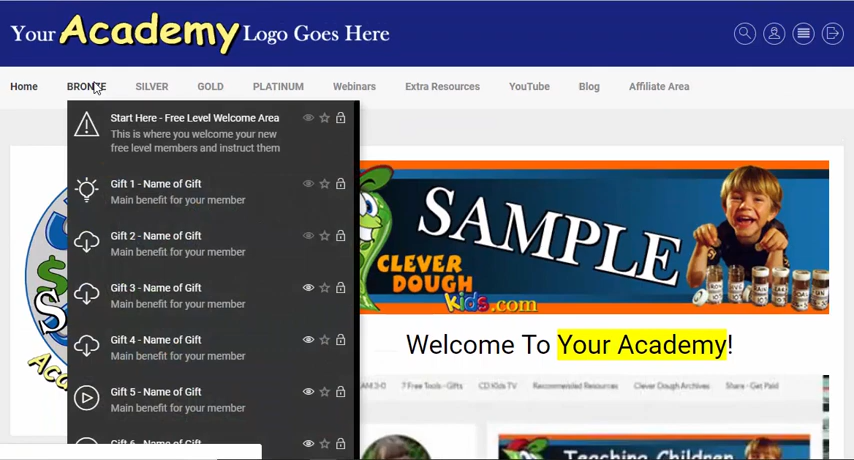 Your Academy Logo Goes Here
Home BRONZE SILVER GOLD PLATINUM Webinars Extra Resources YouTube Blog Affiliate Area
Start Here - Free Level Welcome Area
This is where you welcome your new
free level members and instruct them
Gift 1 - Name of Gift
Main benefit for your member
Gift 2 - Name of Gift
Main benefit for your member
Gift 3 - Name of Gift
Main benefit for your member
Gift 4 - Name of Gift
Main benefit for your member
Gift 5 - Name of Gift
Main benefit for your member
Gift 6 - Name of Gift
SAMPLE
CLEVER
DOUGH
kids.com
Welcome To Your Academy!
7 Free Tools - Gifts CD Kids TV Recommended Resources Clever Dough Archives Share - Get Paid
Teaching Children